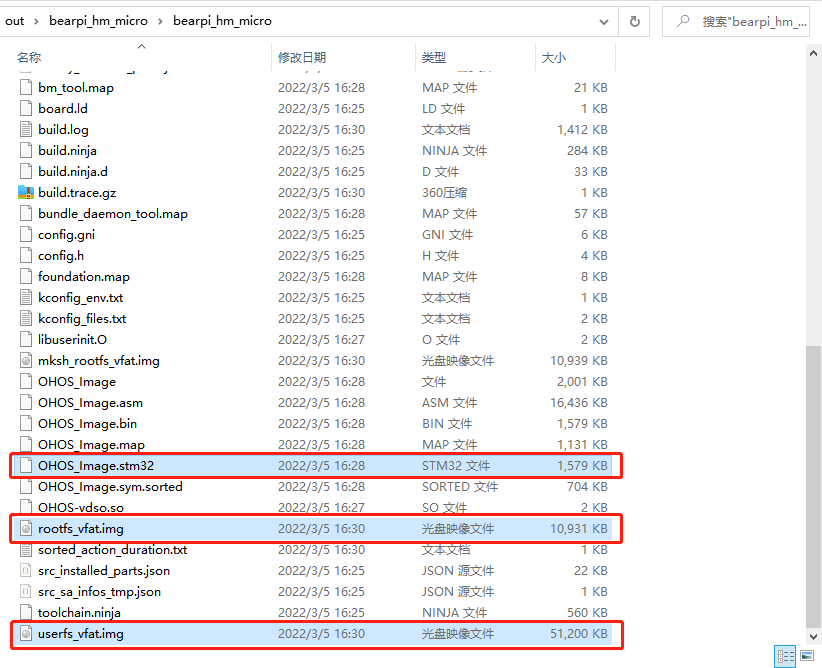 out > bearpi_hm_micro > bearpi_hm_micro 搜索"bearpi_hm_...
名称 修改日期 类型 大小
bm_tool.map 2022/3/5 16:28 MAP 文件 21 KB
board.ld 2022/3/5 16:25 LD 文件 1 KB
build.log 2022/3/5 16:30 文本文档 1,412 KB
build.ninja 2022/3/5 16:25 NINJA 文件 284 KB
build.ninja.d 2022/3/5 16:25 D 文件 33 KB
build.trace.gz 2022/3/5 16:30 360压缩 1 KB
bundle_daemon_tool.map 2022/3/5 16:28 MAP 文件 57 KB
config.gni 2022/3/5 16:25 GNI 文件 6 KB
config.h 2022/3/5 16:25 H 文件 4 KB
foundation.map 2022/3/5 16:28 MAP 文件 8 KB
kconfig_env.txt 2022/3/5 16:25 文本文档 1 KB
kconfig_files.txt 2022/3/5 16:25 文本文档 2 KB
libuserinit.O 2022/3/5 16:27 O 文件 2 KB
mksh_rootfs_vfat.img 2022/3/5 16:30 光盘映像文件 10,939 KB
OHOS_Image 2022/3/5 16:28 文件 2,001 KB
OHOS_Image.asm 2022/3/5 16:28 ASM 文件 16,436 KB
OHOS_Image.bin 2022/3/5 16:28 BIN 文件 1,579 KB
OHOS_Image.map 2022/3/5 16:28 MAP 文件 1,131 KB
OHOS_Image.stm32 2022/3/5 16:28 STM32 文件 1,579 KB
OHOS_Image.sym.sorted 2022/3/5 16:28 SORTED 文件 704 KB
OHOS-vdso.so 2022/3/5 16:27 SO 文件 2 KB
rootfs_vfat.img 2022/3/5 16:30 光盘映像文件 10,931 KB
sorted_action_duration.txt 2022/3/5 16:30 文本文档 1 KB
src_installed_parts.json 2022/3/5 16:25 JSON 源文件 22 KB
src_sa_infos_tmp.json 2022/3/5 16:25 JSON 源文件 1 KB
toolchain.ninja 2022/3/5 16:25 NINJA 文件 560 KB
userfs_vfat.img 2022/3/5 16:30 光盘映像文件 51,200 KB